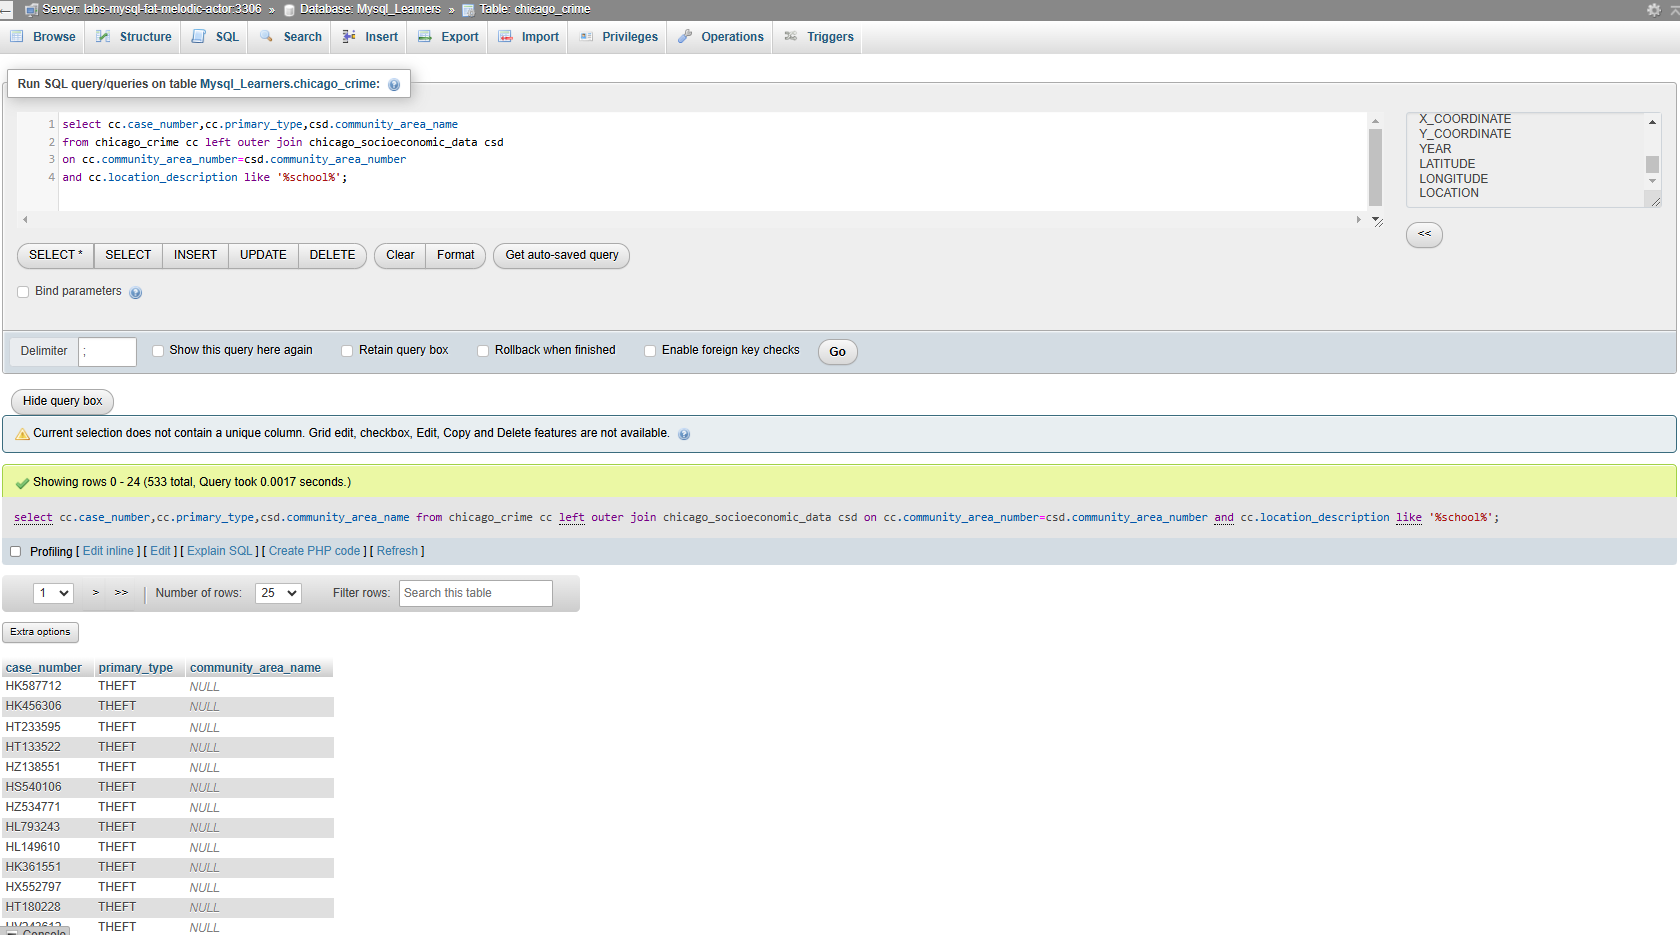 Server: labs-mysql-fat-melodic-actor:3306 » Database: Mysql_Learners » Table: chicago_crime
Browse Structure SQL Search Insert Export Import Privileges Operations Triggers
Run SQL query/queries on table Mysql_Learners.chicago_crime:
1 select cc.case_number,cc.primary_type,csd.community_area_name
2 from chicago_crime cc left outer join chicago_socioeconomic_data csd
3 on cc.community_area_number=csd.community_area_number
4 and cc.location_description like '%school%';
X_COORDINATE
Y_COORDINATE
YEAR
LATITUDE
LONGITUDE
LOCATION
<<
SELECT * SELECT INSERT UPDATE DELETE Clear Format Get auto-saved query
Bind parameters
Delimiter ; Show this query here again Retain query box Rollback when finished Enable foreign key checks Go
Hide query box
Current selection does not contain a unique column. Grid edit, checkbox, Edit, Copy and Delete features are not available.
Showing rows 0 - 24 (533 total, Query took 0.0017 seconds.)
select cc.case_number,cc.primary_type,csd.community_area_name from chicago_crime cc left outer join chicago_socioeconomic_data csd on cc.community_area_number=csd.community_area_number and cc.location_description like '%school%';
Profiling [ Edit inline ] [ Edit ] [ Explain SQL ] [ Create PHP code ] [ Refresh ]
1 > >> | Number of rows: 25 Filter rows: Search this table
Extra options
case_number primary_type community_area_name
HK587712 THEFT NULL
HK456306 THEFT NULL
HT233595 THEFT NULL
HT133522 THEFT NULL
HZ138551 THEFT NULL
HS540106 THEFT NULL
HZ534771 THEFT NULL
HL793243 THEFT NULL
HL149610 THEFT NULL
HK361551 THEFT NULL
HX552797 THEFT NULL
HT180228 THEFT NULL
THEFT NULL
Console